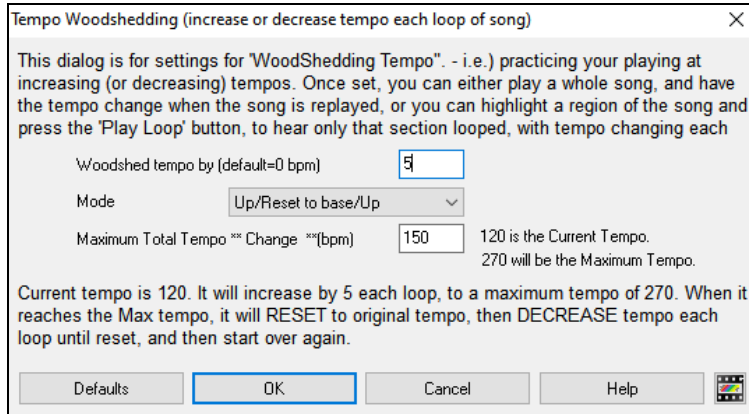 Tempo Woodshedding (increase or decrease tempo each loop of song)
This dialog is for settings for 'WoodShedding Tempo". - i.e.) practicing your playing at
increasing (or decreasing) tempos. Once set, you can either play a whole song, and have
the tempo change when the song is replayed, or you can highlight a region of the song and
press the 'Play Loop' button, to hear only that section looped, with tempo changing each
Woodshed tempo by (default=0 bpm) 5
Mode Up/Reset to base/Up
Maximum Total Tempo ** Change **(bpm) 150 120 is the Current Tempo.
270 will be the Maximum Tempo.
Current tempo is 120. It will increase by 5 each loop, to a maximum tempo of 270. When it
reaches the Max tempo, it will RESET to original tempo, then DECREASE tempo each
loop until reset, and then start over again.
Defaults OK Cancel Help